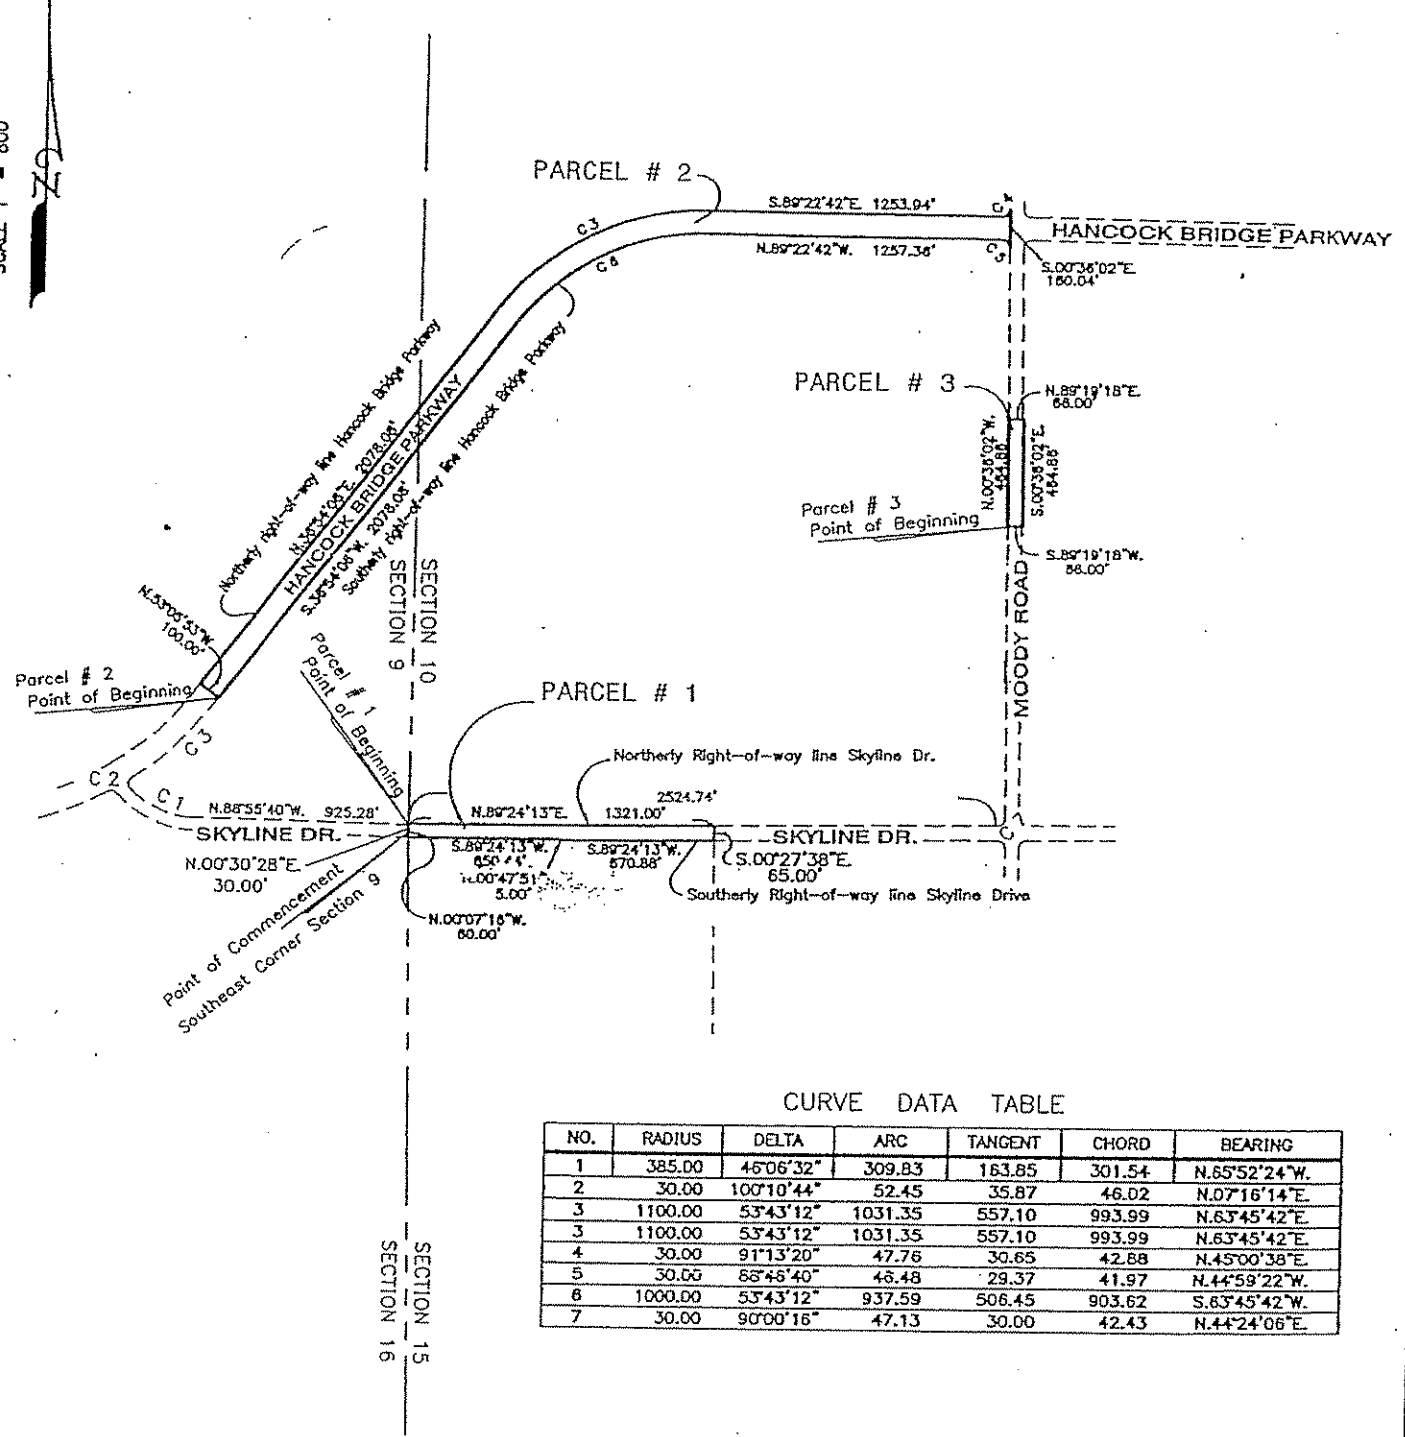 SCALE 1" = 600
N
PARCEL # 2
S.89°22'42"E. 1253.94'
C4
C3
C6
N.89°22'42"W. 1257.36'
C5
HANCOCK BRIDGE PARKWAY
S.00°36'02"E.
160.04'
Northerly right-of-way line Hancock Bridge Parkway
N.36°54'06"E. 2078.08'
HANCOCK BRIDGE PARKWAY
S.36°54'06"W. 2078.08'
Southerly right-of-way line Hancock Bridge Parkway
PARCEL # 3
N.89°19'18"E.
66.00'
N.00°36'02"W.
464.86'
S.00°36'02"E.
464.86'
Parcel # 3
Point of Beginning
S.89°19'18"W.
66.00'
MOODY ROAD
SECTION 10
SECTION 9
N.53°05'53"W.
100.00'
Parcel # 2
Point of Beginning
Parcel # 1
Point of Beginning
PARCEL # 1
C3
C2
C1
Northerly Right-of-way line Skyline Dr.
N.88°55'40"W. 925.28'
N.89°24'13"E. 1321.00'
2524.74'
SKYLINE DR.
SKYLINE DR.
C7
N.00°30'28"E.
30.00'
S.89°24'13"W.
S.89°24'13"W.
670.88'
N.00°47'51"
5.00'
S.00°27'38"E.
65.00'
Southerly Right-of-way line Skyline Drive
Point of Commencement
Southeast Corner Section 9
N.00°07'16"W.
60.00'
SECTION 15
SECTION 16
CURVE DATA TABLE
NO. RADIUS DELTA ARC TANGENT CHORD BEARING
1 385.00 46°06'32" 309.83 163.85 301.54 N.65°52'24"W.
2 30.00 100°10'44" 52.45 35.87 46.02 N.07°16'14"E.
3 1100.00 53°43'12" 1031.35 557.10 993.99 N.63°45'42"E.
3 1100.00 53°43'12" 1031.35 557.10 993.99 N.63°45'42"E.
4 30.00 91°13'20" 47.76 30.65 42.88 N.45°00'38"E.
5 30.00 88°46'40" 46.48 29.37 41.97 N.44°59'22"W.
6 1000.00 53°43'12" 937.59 506.45 903.62 S.63°45'42"W.
7 30.00 90°00'16" 47.13 30.00 42.43 N.44°24'06"E.